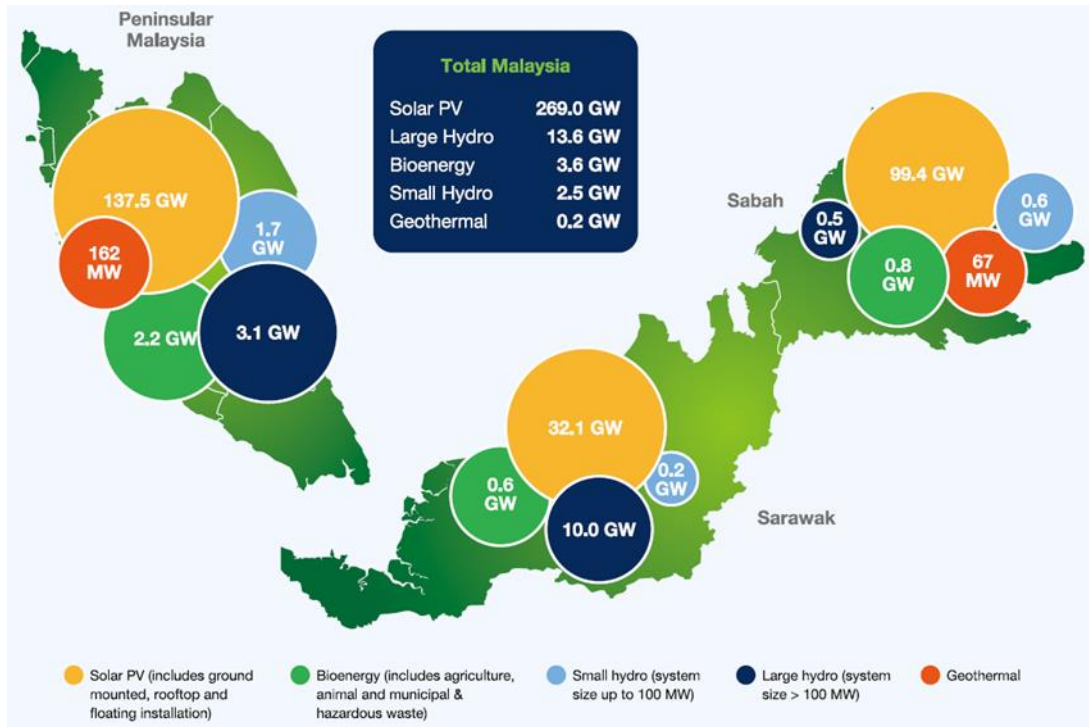 Peninsular
Malaysia
Total Malaysia
Solar PV 269.0 GW
Large Hydro 13.6 GW
Bioenergy 3.6 GW
Small Hydro 2.5 GW
Geothermal 0.2 GW
137.5 GW
162
MW
1.7
GW
2.2 GW
3.1 GW
Sabah
99.4 GW
0.5
GW
0.6
GW
0.8
GW
67
MW
32.1 GW
0.6
GW
0.2
GW
10.0 GW
Sarawak
Solar PV (includes ground
mounted, rooftop and
floating installation)
Bioenergy (includes agriculture,
animal and municipal &
hazardous waste)
Small hydro (system
size up to 100 MW)
Large hydro (system
size > 100 MW)
Geothermal